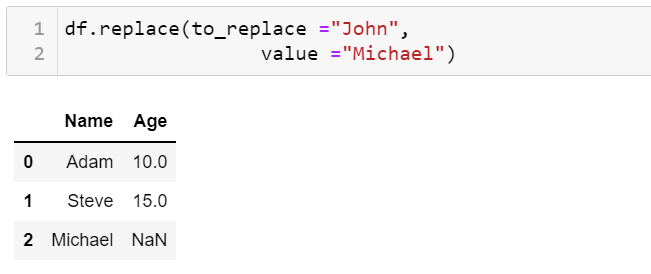 1 df.replace(to_replace ="John",
2 value ="Michael")
Name Age
0 Adam 10.0
1 Steve 15.0
2 Michael NaN